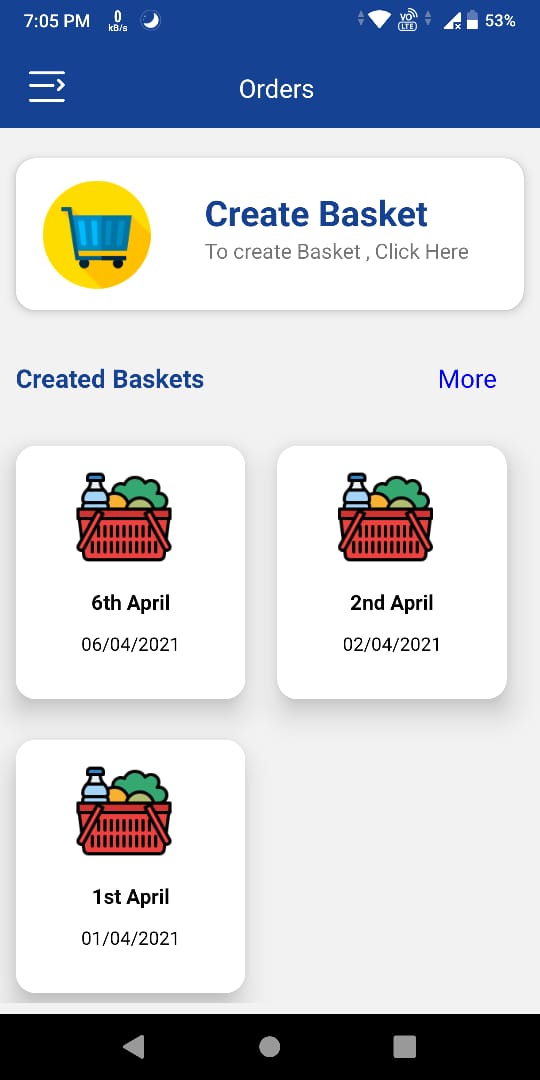 7:05 PM 0 kB/s VO LTE 53%
Orders
Create Basket
To create Basket , Click Here
Created Baskets More
6th April 2nd April
06/04/2021 02/04/2021
1st April
01/04/2021